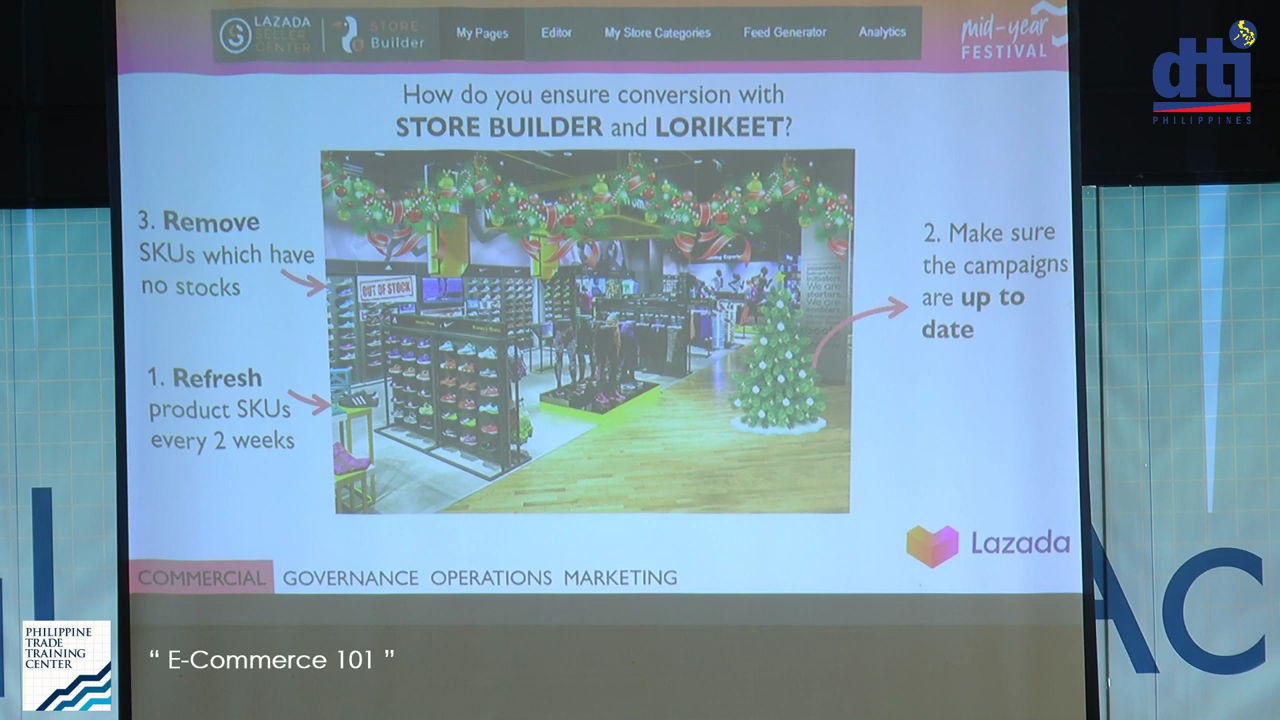 LAZADA
SELLER
CENTER
STORE
Builder
My Pages
Editor
My Store Categories
Feed Generator
Analytics
mid-year
FESTIVAL
dti
PHILIPPINES
How do you ensure conversion with
STORE BUILDER and LORIKEET?
3. Remove
SKUs which have
no stocks
OUT OF STOCK
2. Make sure
the campaigns
are up to
date
1. Refresh
product SKUs
every 2 weeks
Lazada
COMMERCIAL GOVERNANCE OPERATIONS MARKETING
PHILIPPINE
TRADE
TRAINING
CENTER
“ E-Commerce 101 ”
AC